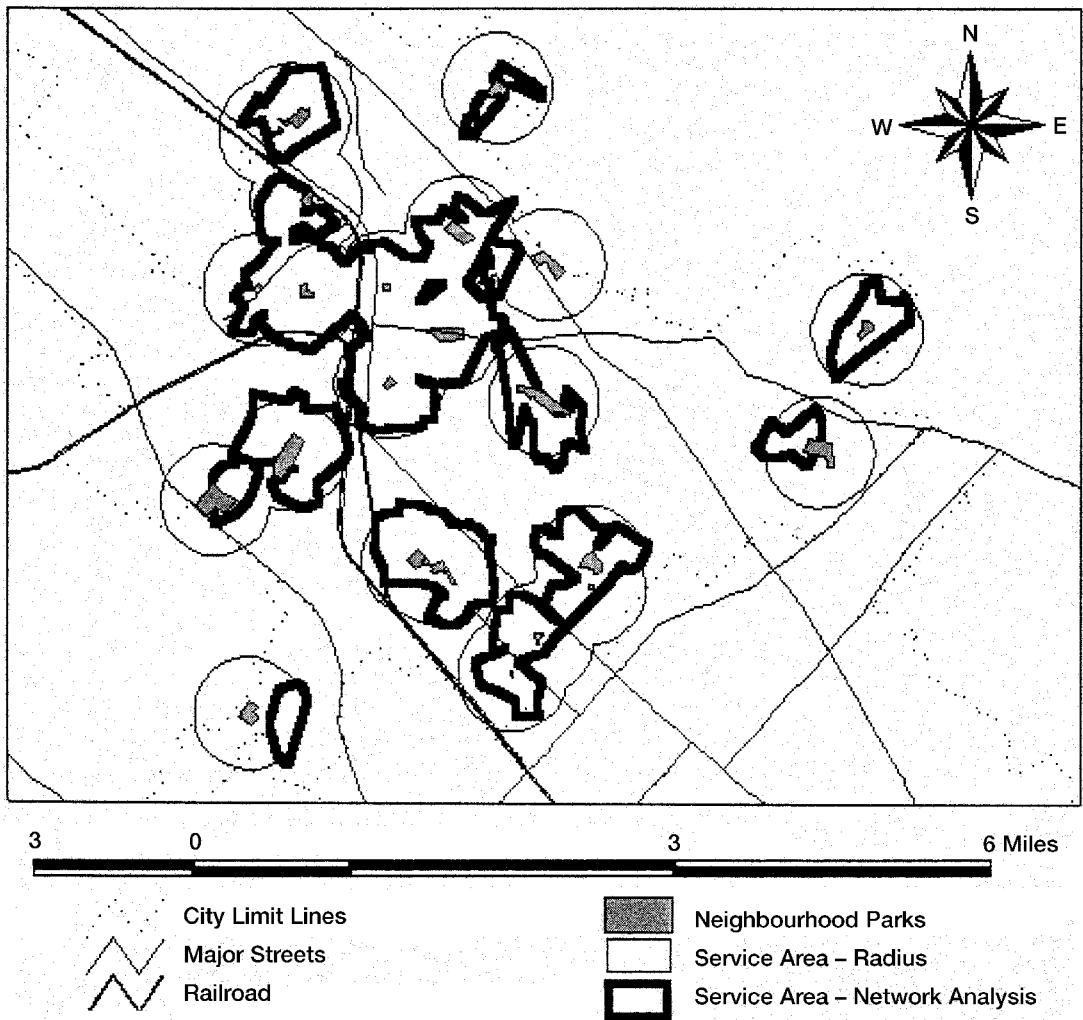 N
W E
S
3 0 3 6 Miles
City Limit Lines
Major Streets
Railroad
Neighbourhood Parks
Service Area – Radius
Service Area – Network Analysis